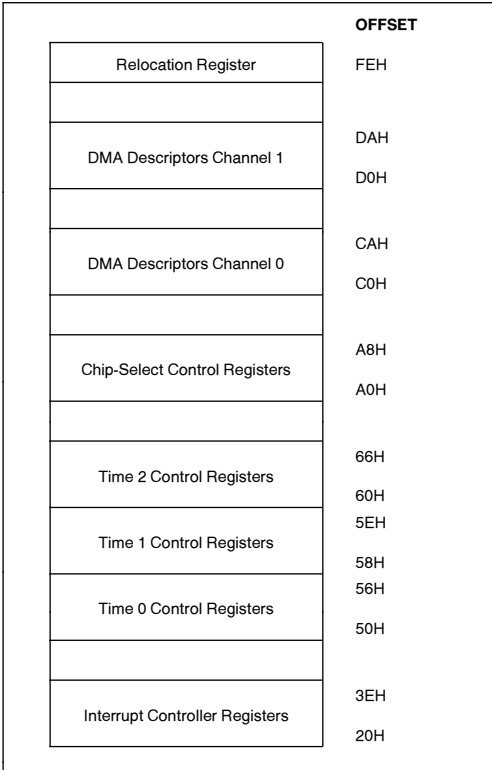 OFFSET
Relocation Register FEH
DAH
DMA Descriptors Channel 1
D0H
CAH
DMA Descriptors Channel 0
C0H
A8H
Chip-Select Control Registers
A0H
66H
Time 2 Control Registers
60H
5EH
Time 1 Control Registers
58H
56H
Time 0 Control Registers
50H
3EH
Interrupt Controller Registers
20H